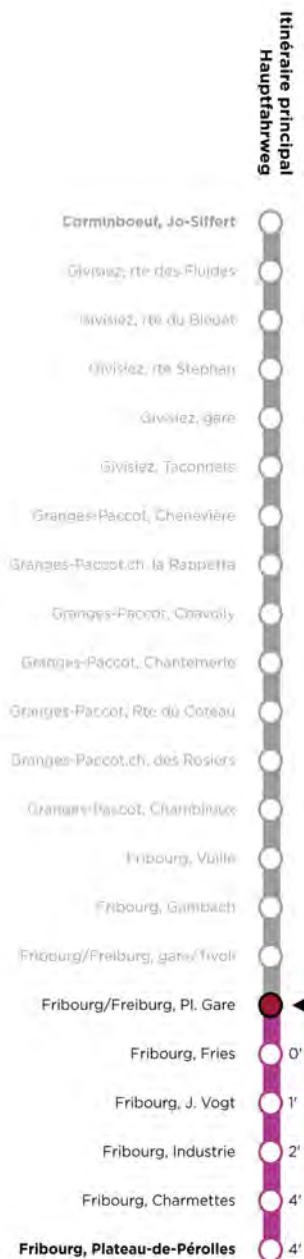 Itinéraire principal
Hauptfahrweg
Corminboeuf, Jo-Siffert
Givisiez, rte des Fluides
Givisiez, rte du Bleuet
Givisiez, rte Stephan
Givisiez, gare
Givisiez, Taconnets
Granges-Paccot, Chenevière
Granges-Paccot,ch. la Rappetta
Granges-Paccot, Chavully
Granges-Paccot, Chantemerle
Granges-Paccot, Rte du Coteau
Granges-Paccot,ch. des Rosiers
Granges-Paccot, Chamblioux
Fribourg, Vuille
Fribourg, Gambach
Fribourg/Freiburg, gare/Tivoli
Fribourg/Freiburg, Pl. Gare
Fribourg, Fries 0'
Fribourg, J. Vogt 1'
Fribourg, Industrie 2'
Fribourg, Charmettes 4'
Fribourg, Plateau-de-Pérolles 4'